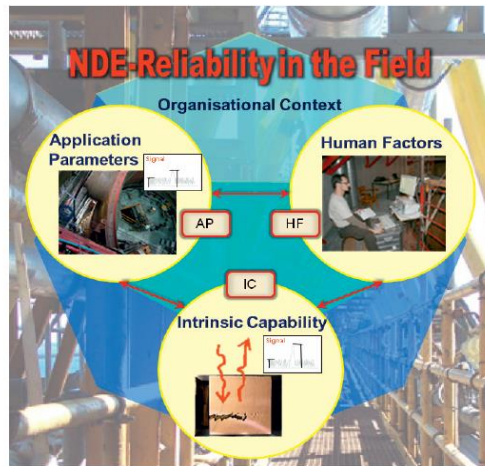 NDE-Reliability in the Field
Organisational Context
Application
Parameters
Signal
Human Factors
AP
HF
IC
Intrinsic Capability
Signal